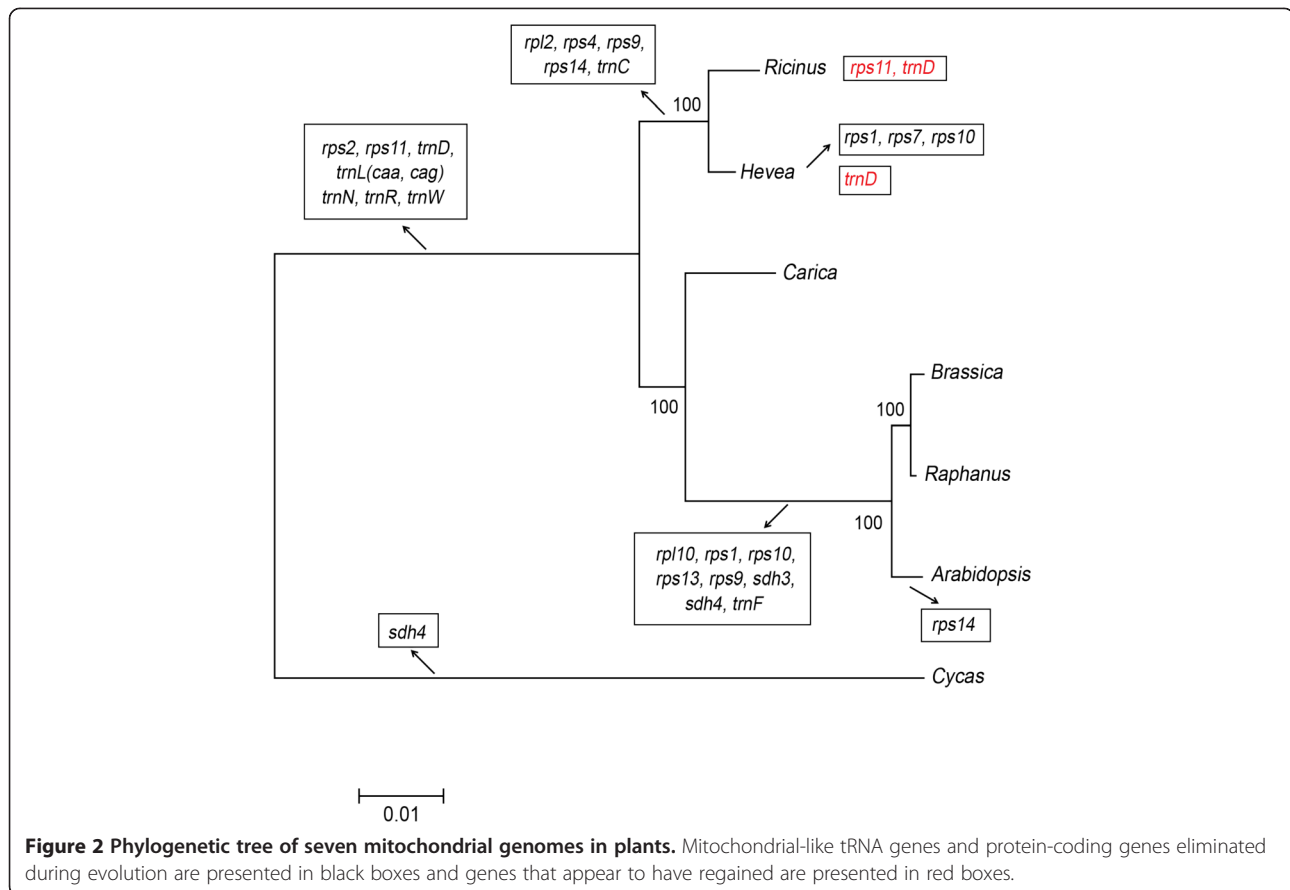 rpl2, rps4, rps9,
rps14, trnC
Ricinus
rps11, trnD
100
rps2, rps11, trnD,
trnL(caa, cag)
trnN, trnR, trnW
rps1, rps7, rps10
Hevea
trnD
Carica
Brassica
100
100
Raphanus
100
rpl10, rps1, rps10,
rps13, rps9, sdh3,
sdh4, trnF
Arabidopsis
rps14
sdh4
Cycas
0.01
Figure 2 Phylogenetic tree of seven mitochondrial genomes in plants. Mitochondrial-like tRNA genes and protein-coding genes eliminated
during evolution are presented in black boxes and genes that appear to have regained are presented in red boxes.